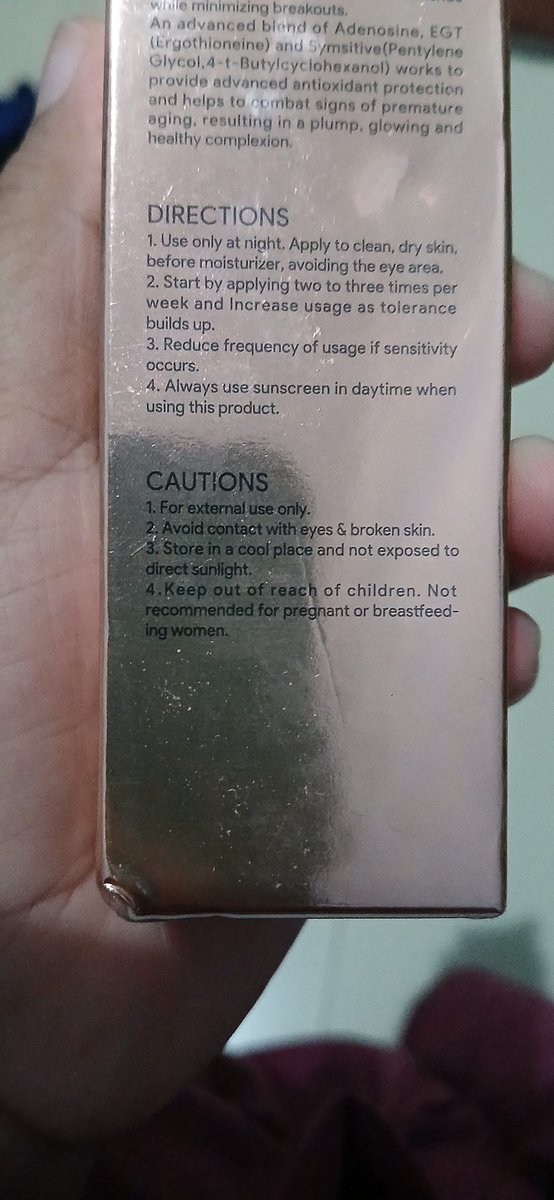 while minimizing breakouts.
An advanced blend of Adenosine, EGT
(Ergothioneine) and Symsitive(Pentylene
Glycol,4-t-Butylcyclohexanol) works to
provide advanced antioxidant protection
and helps to combat signs of premature
aging, resulting in a plump, glowing and
healthy complexion.
DIRECTIONS
1. Use only at night. Apply to clean, dry skin,
before moisturizer, avoiding the eye area.
2. Start by applying two to three times per
week and Increase usage as tolerance
builds up.
3. Reduce frequency of usage if sensitivity
occurs.
4. Always use sunscreen in daytime when
using this product.
CAUTIONS
1. For external use only.
2. Avoid contact with eyes & broken skin.
3. Store in a cool place and not exposed to
direct sunlight.
4.Keep out of reach of children. Not
recommended for pregnant or breastfeed-
ing women.